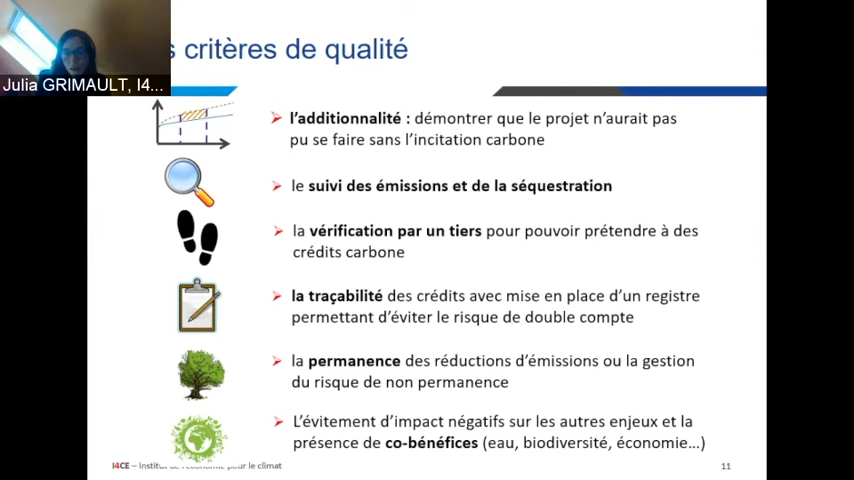 s critères de qualité
Julia GRIMAULT, I4...
l'additionnalité : démontrer que le projet n'aurait pas
pu se faire sans l'incitation carbone
le suivi des émissions et de la séquestration
la vérification par un tiers pour pouvoir prétendre à des
crédits carbone
la traçabilité des crédits avec mise en place d'un registre
permettant d'éviter le risque de double compte
la permanence des réductions d'émissions ou la gestion
du risque de non permanence
L'évitement d'impact négatifs sur les autres enjeux et la
présence de co-bénéfices (eau, biodiversité, économie…)
I4CE – Institut de l'économie pour le climat
11